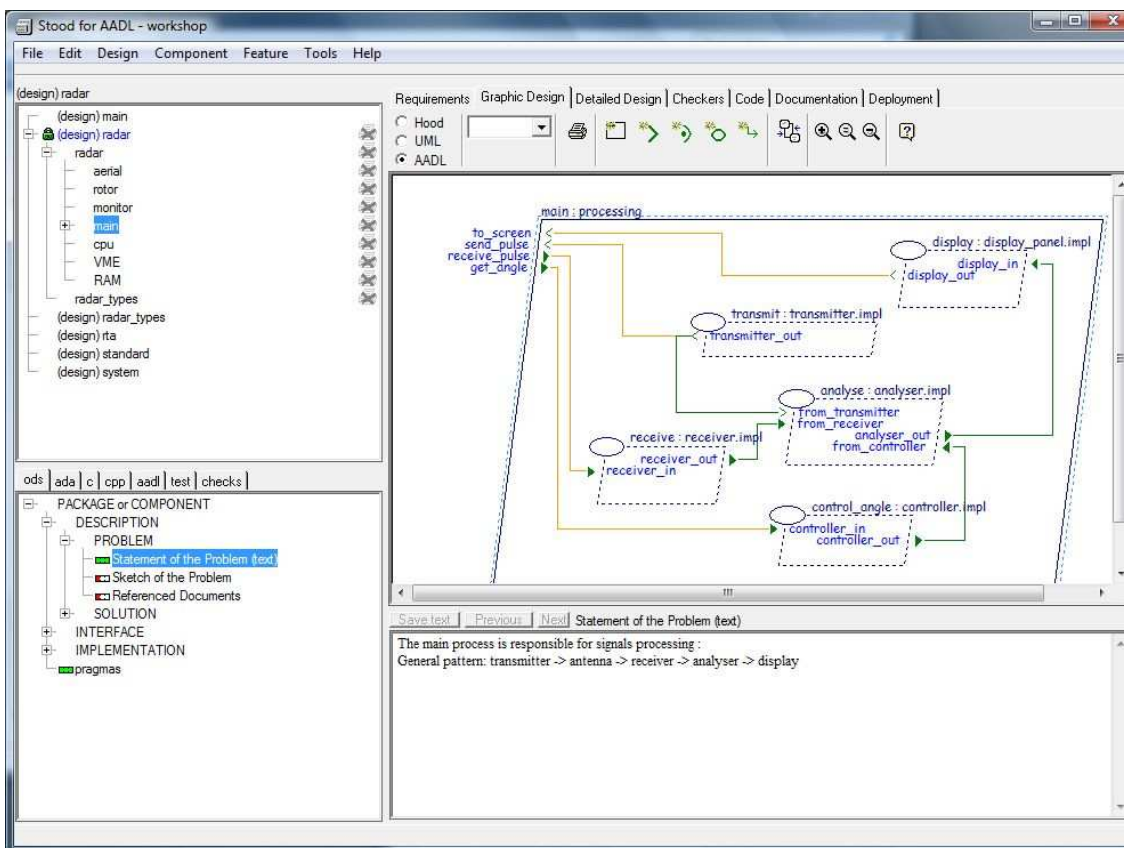 Stood for AADL - workshop
File Edit Design Component Feature Tools Help
(design) radar
(design) main
(design) radar
radar
aerial
rotor
monitor
main
cpu
VME
RAM
radar_types
(design) radar_types
(design) rta
(design) standard
(design) system
ods ada c cpp aadl test checks
PACKAGE or COMPONENT
DESCRIPTION
PROBLEM
Statement of the Problem (text)
Sketch of the Problem
Referenced Documents
SOLUTION
INTERFACE
IMPLEMENTATION
pragmas
Requirements Graphic Design Detailed Design Checkers Code Documentation Deployment
Hood
UML
AADL
main : processing
to_screen
send_pulse
receive_pulse
get_angle
display : display_panel.impl
display_in
display_out
transmit : transmitter.impl
transmitter_out
analyse : analyser.impl
from_transmitter
from_receiver
analyser_out
from_controller
receive : receiver.impl
receiver_out
receiver_in
control_angle : controller.impl
controller_in
controller_out
Save text Previous Next Statement of the Problem (text)
The main process is responsible for signals processing :
General pattern: transmitter -> antenna -> receiver -> analyser -> display